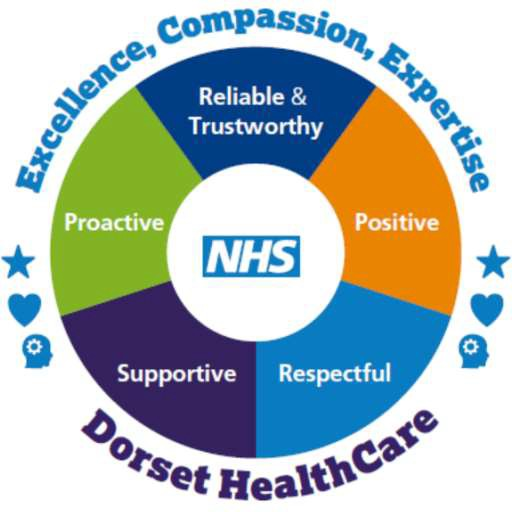 Excellence, Compassion, Expertise
Reliable &
Trustworthy
Proactive
Positive
NHS
Supportive
Respectful
Dorset HealthCare